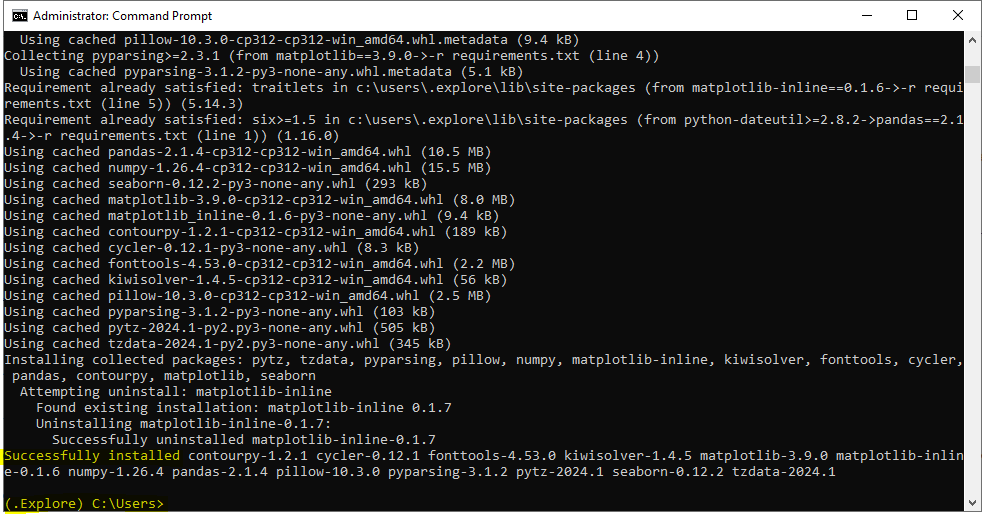 Administrator: Command Prompt
Using cached pillow-10.3.0-cp312-cp312-win_amd64.whl.metadata (9.4 kB)
Collecting pyparsing>=2.3.1 (from matplotlib==3.9.0->-r requirements.txt (line 4))
Using cached pyparsing-3.1.2-py3-none-any.whl.metadata (5.1 kB)
Requirement already satisfied: traitlets in c:\users\.explore\lib\site-packages (from matplotlib-inline==0.1.6->-r requi
rements.txt (line 5)) (5.14.3)
Requirement already satisfied: six>=1.5 in c:\users\.explore\lib\site-packages (from python-dateutil>=2.8.2->pandas==2.1
.4->-r requirements.txt (line 1)) (1.16.0)
Using cached pandas-2.1.4-cp312-cp312-win_amd64.whl (10.5 MB)
Using cached numpy-1.26.4-cp312-cp312-win_amd64.whl (15.5 MB)
Using cached seaborn-0.12.2-py3-none-any.whl (293 kB)
Using cached matplotlib-3.9.0-cp312-cp312-win_amd64.whl (8.0 MB)
Using cached matplotlib_inline-0.1.6-py3-none-any.whl (9.4 kB)
Using cached contourpy-1.2.1-cp312-cp312-win_amd64.whl (189 kB)
Using cached cycler-0.12.1-py3-none-any.whl (8.3 kB)
Using cached fonttools-4.53.0-cp312-cp312-win_amd64.whl (2.2 MB)
Using cached kiwisolver-1.4.5-cp312-cp312-win_amd64.whl (56 kB)
Using cached pillow-10.3.0-cp312-cp312-win_amd64.whl (2.5 MB)
Using cached pyparsing-3.1.2-py3-none-any.whl (103 kB)
Using cached pytz-2024.1-py2.py3-none-any.whl (505 kB)
Using cached tzdata-2024.1-py2.py3-none-any.whl (345 kB)
Installing collected packages: pytz, tzdata, pyparsing, pillow, numpy, matplotlib-inline, kiwisolver, fonttools, cycler,
pandas, contourpy, matplotlib, seaborn
Attempting uninstall: matplotlib-inline
Found existing installation: matplotlib-inline 0.1.7
Uninstalling matplotlib-inline-0.1.7:
Successfully uninstalled matplotlib-inline-0.1.7
Successfully installed contourpy-1.2.1 cycler-0.12.1 fonttools-4.53.0 kiwisolver-1.4.5 matplotlib-3.9.0 matplotlib-inlin
e-0.1.6 numpy-1.26.4 pandas-2.1.4 pillow-10.3.0 pyparsing-3.1.2 pytz-2024.1 seaborn-0.12.2 tzdata-2024.1
(.Explore) C:\Users>